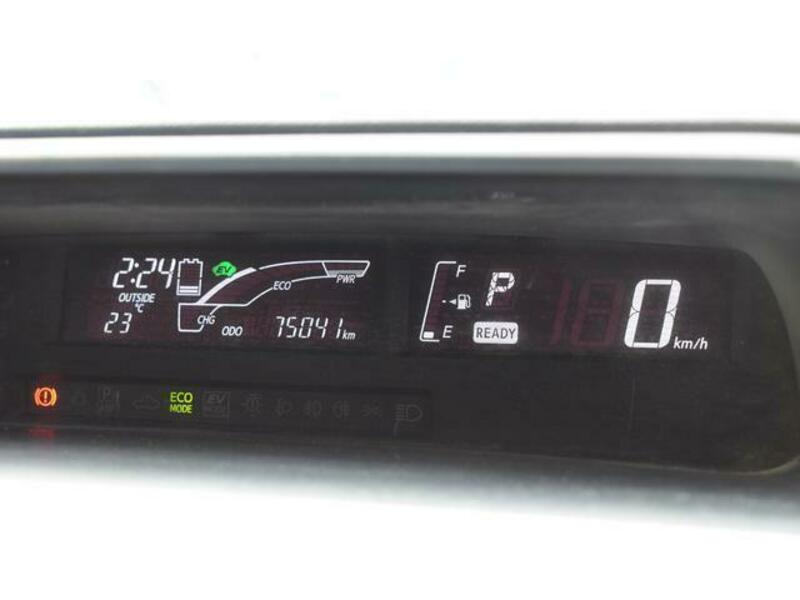 2:24 EV
OUTSIDE
°C
23
PWR
ECO
CHG
ODO 75041 km
F
P
E
READY
0 km/h
ECO
MODE
EV
MODE